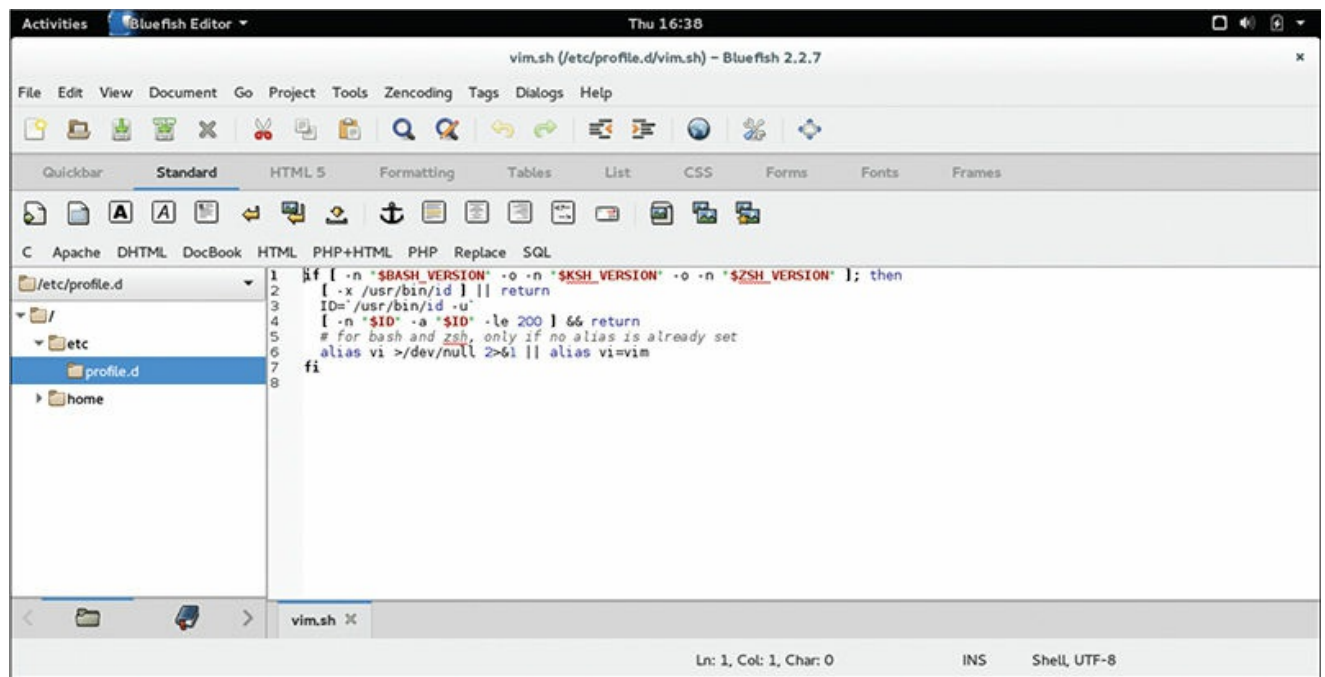 Activities Bluefish Editor Thu 16:38
vim.sh (/etc/profile.d/vim.sh) – Bluefish 2.2.7
File Edit View Document Go Project Tools Zencoding Tags Dialogs Help
Quickbar Standard HTML 5 Formatting Tables List CSS Forms Fonts Frames
C Apache DHTML DocBook HTML PHP+HTML PHP Replace SQL
/etc/profile.d
/
etc
profile.d
home
1 if [ -n "$BASH_VERSION" -o -n "$KSH_VERSION" -o -n "$ZSH_VERSION" ]; then
2 [ -x /usr/bin/id ] || return
3 ID=`/usr/bin/id -u`
4 [ -n "$ID" -a "$ID" -le 200 ] && return
5 # for bash and zsh, only if no alias is already set
6 alias vi >/dev/null 2>&1 || alias vi=vim
7 fi
8
vim.sh
Ln: 1, Col: 1, Char: 0 INS Shell, UTF-8